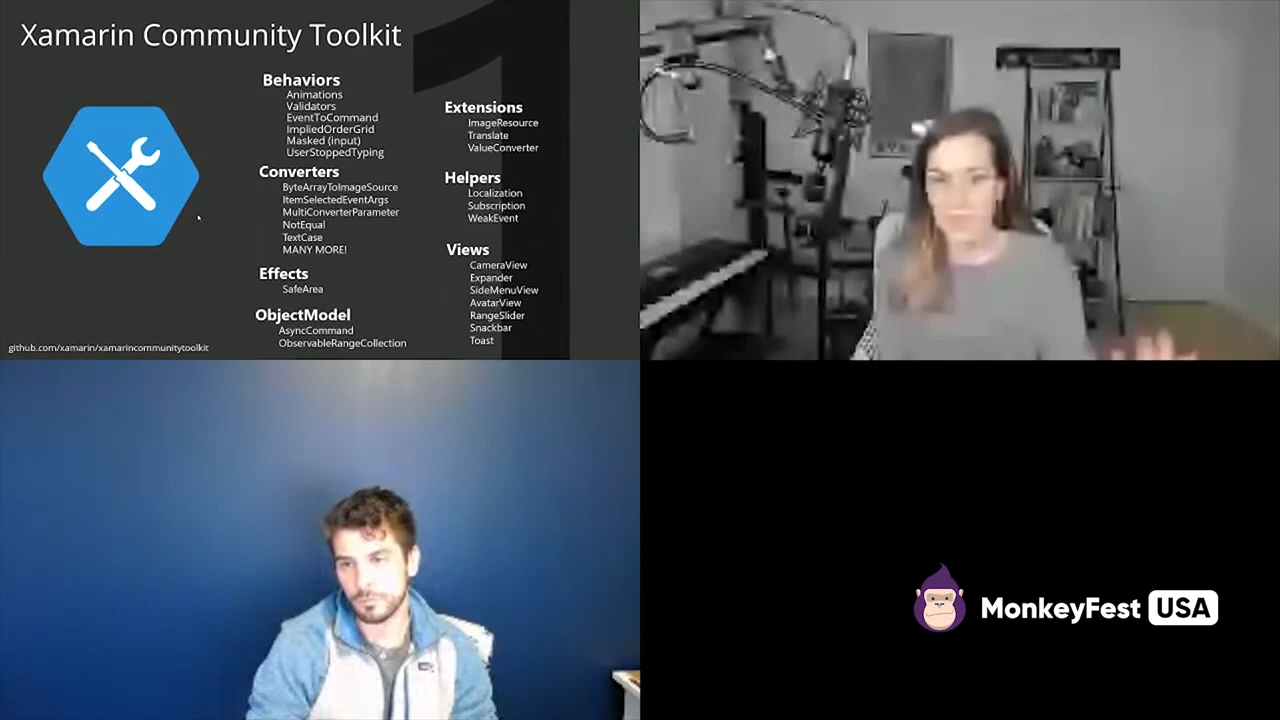 Xamarin Community Toolkit
Behaviors
Animations
Validators
EventToCommand
ImpliedOrderGrid
Masked (input)
UserStoppedTyping
Converters
ByteArrayToImageSource
ItemSelectedEventArgs
MultiConverterParameter
NotEqual
TextCase
MANY MORE!
Effects
SafeArea
ObjectModel
AsyncCommand
ObservableRangeCollection
Extensions
ImageResource
Translate
ValueConverter
Helpers
Localization
Subscription
WeakEvent
Views
CameraView
Expander
SideMenuView
AvatarView
RangeSlider
Snackbar
Toast
github.com/xamarin/xamarincommunitytoolkit
1
MonkeyFest USA